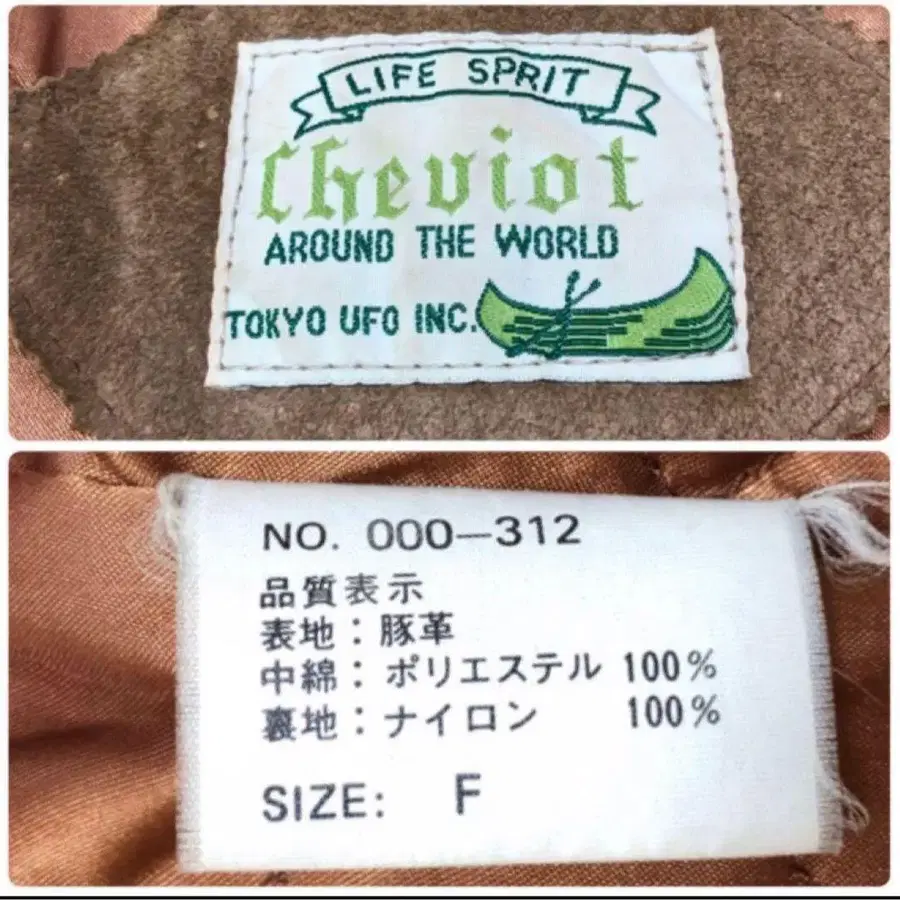 LIFE SPRIT
Cheviot
AROUND THE WORLD
TOKYO UFO INC.
NO. 000-312
品質表示
表地:豚革
中綿:ポリエステル 100%
裏地:ナイロン 100%
SIZE: F